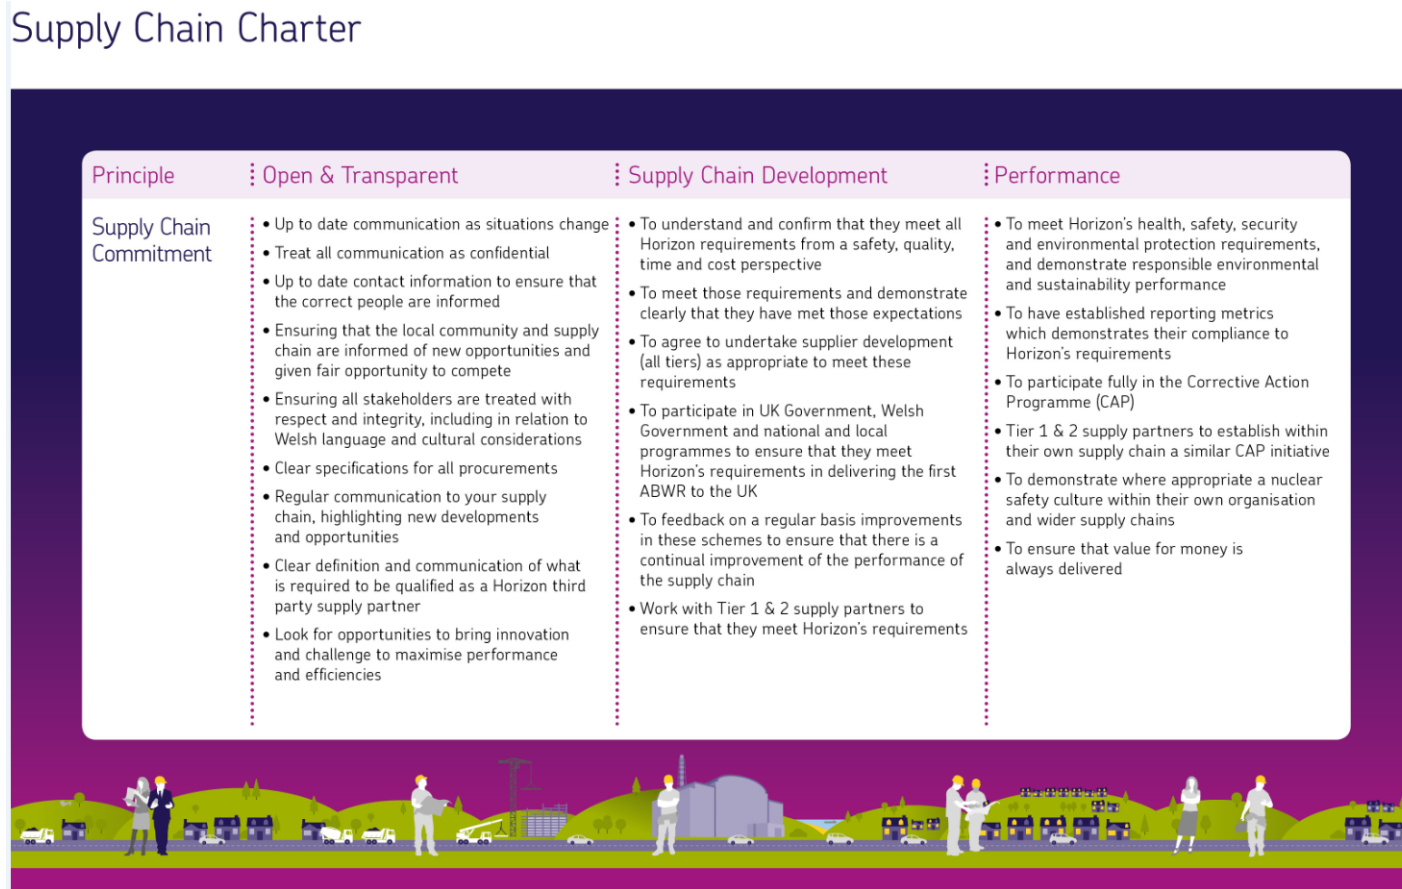 Supply Chain Charter
Principle
Open & Transparent
Supply Chain Development
Performance
Supply Chain
Commitment
• Up to date communication as situations change
• Treat all communication as confidential
• Up to date contact information to ensure that
the correct people are informed
• Ensuring that the local community and supply
chain are informed of new opportunities and
given fair opportunity to compete
• Ensuring all stakeholders are treated with
respect and integrity, including in relation to
Welsh language and cultural considerations
• Clear specifications for all procurements
• Regular communication to your supply
chain, highlighting new developments
and opportunities
• Clear definition and communication of what
is required to be qualified as a Horizon third
party supply partner
• Look for opportunities to bring innovation
and challenge to maximise performance
and efficiencies
• To understand and confirm that they meet all
Horizon requirements from a safety, quality,
time and cost perspective
• To meet those requirements and demonstrate
clearly that they have met those expectations
• To agree to undertake supplier development
(all tiers) as appropriate to meet these
requirements
• To participate in UK Government, Welsh
Government and national and local
programmes to ensure that they meet
Horizon's requirements in delivering the first
ABWR to the UK
• To feedback on a regular basis improvements
in these schemes to ensure that there is a
continual improvement of the performance of
the supply chain
• Work with Tier 1 & 2 supply partners to
ensure that they meet Horizon's requirements
• To meet Horizon's health, safety, security
and environmental protection requirements,
and demonstrate responsible environmental
and sustainability performance
• To have established reporting metrics
which demonstrates their compliance to
Horizon's requirements
• To participate fully in the Corrective Action
Programme (CAP)
• Tier 1 & 2 supply partners to establish within
their own supply chain a similar CAP initiative
• To demonstrate where appropriate a nuclear
safety culture within their own organisation
and wider supply chains
• To ensure that value for money is
always delivered